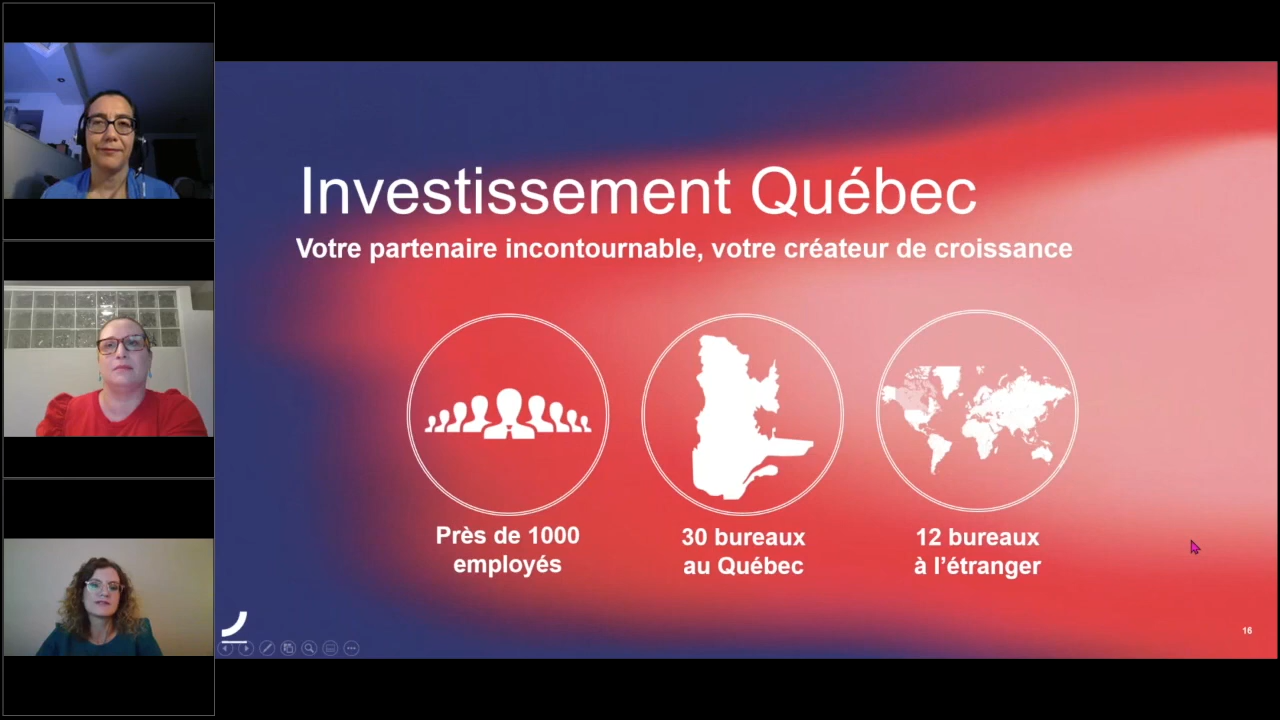 Investissement Québec
Votre partenaire incontournable, votre créateur de croissance
Près de 1000
employés
30 bureaux
au Québec
12 bureaux
à l'étranger
16